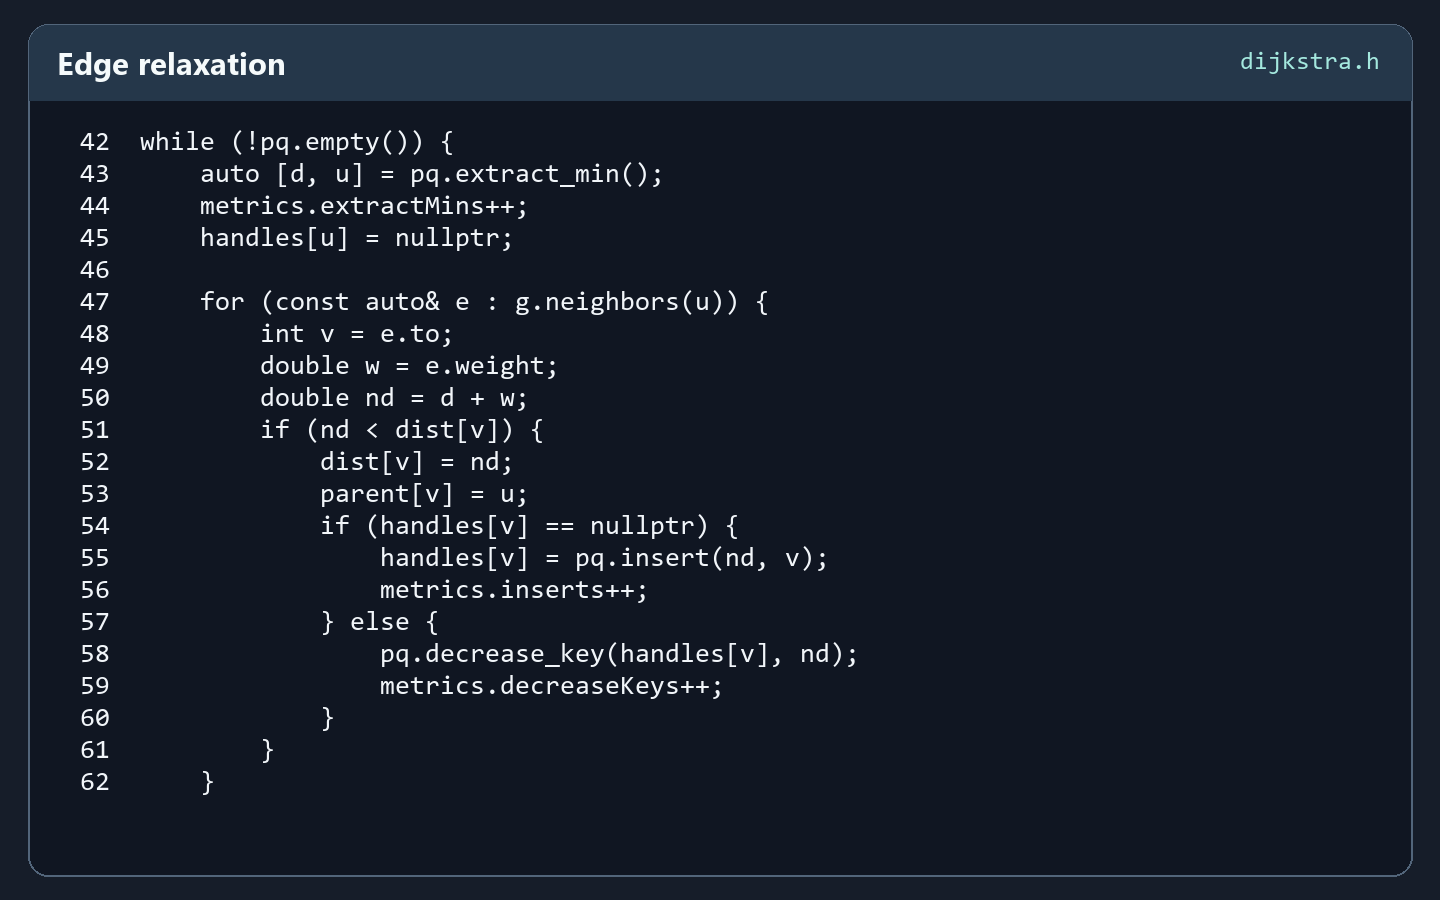 Edge relaxation
dijkstra.h
42 while (!pq.empty()) {
43     auto [d, u] = pq.extract_min();
44     metrics.extractMins++;
45     handles[u] = nullptr;
46
47     for (const auto& e : g.neighbors(u)) {
48         int v = e.to;
49         double w = e.weight;
50         double nd = d + w;
51         if (nd < dist[v]) {
52             dist[v] = nd;
53             parent[v] = u;
54             if (handles[v] == nullptr) {
55                 handles[v] = pq.insert(nd, v);
56                 metrics.inserts++;
57             } else {
58                 pq.decrease_key(handles[v], nd);
59                 metrics.decreaseKeys++;
60             }
61         }
62     }